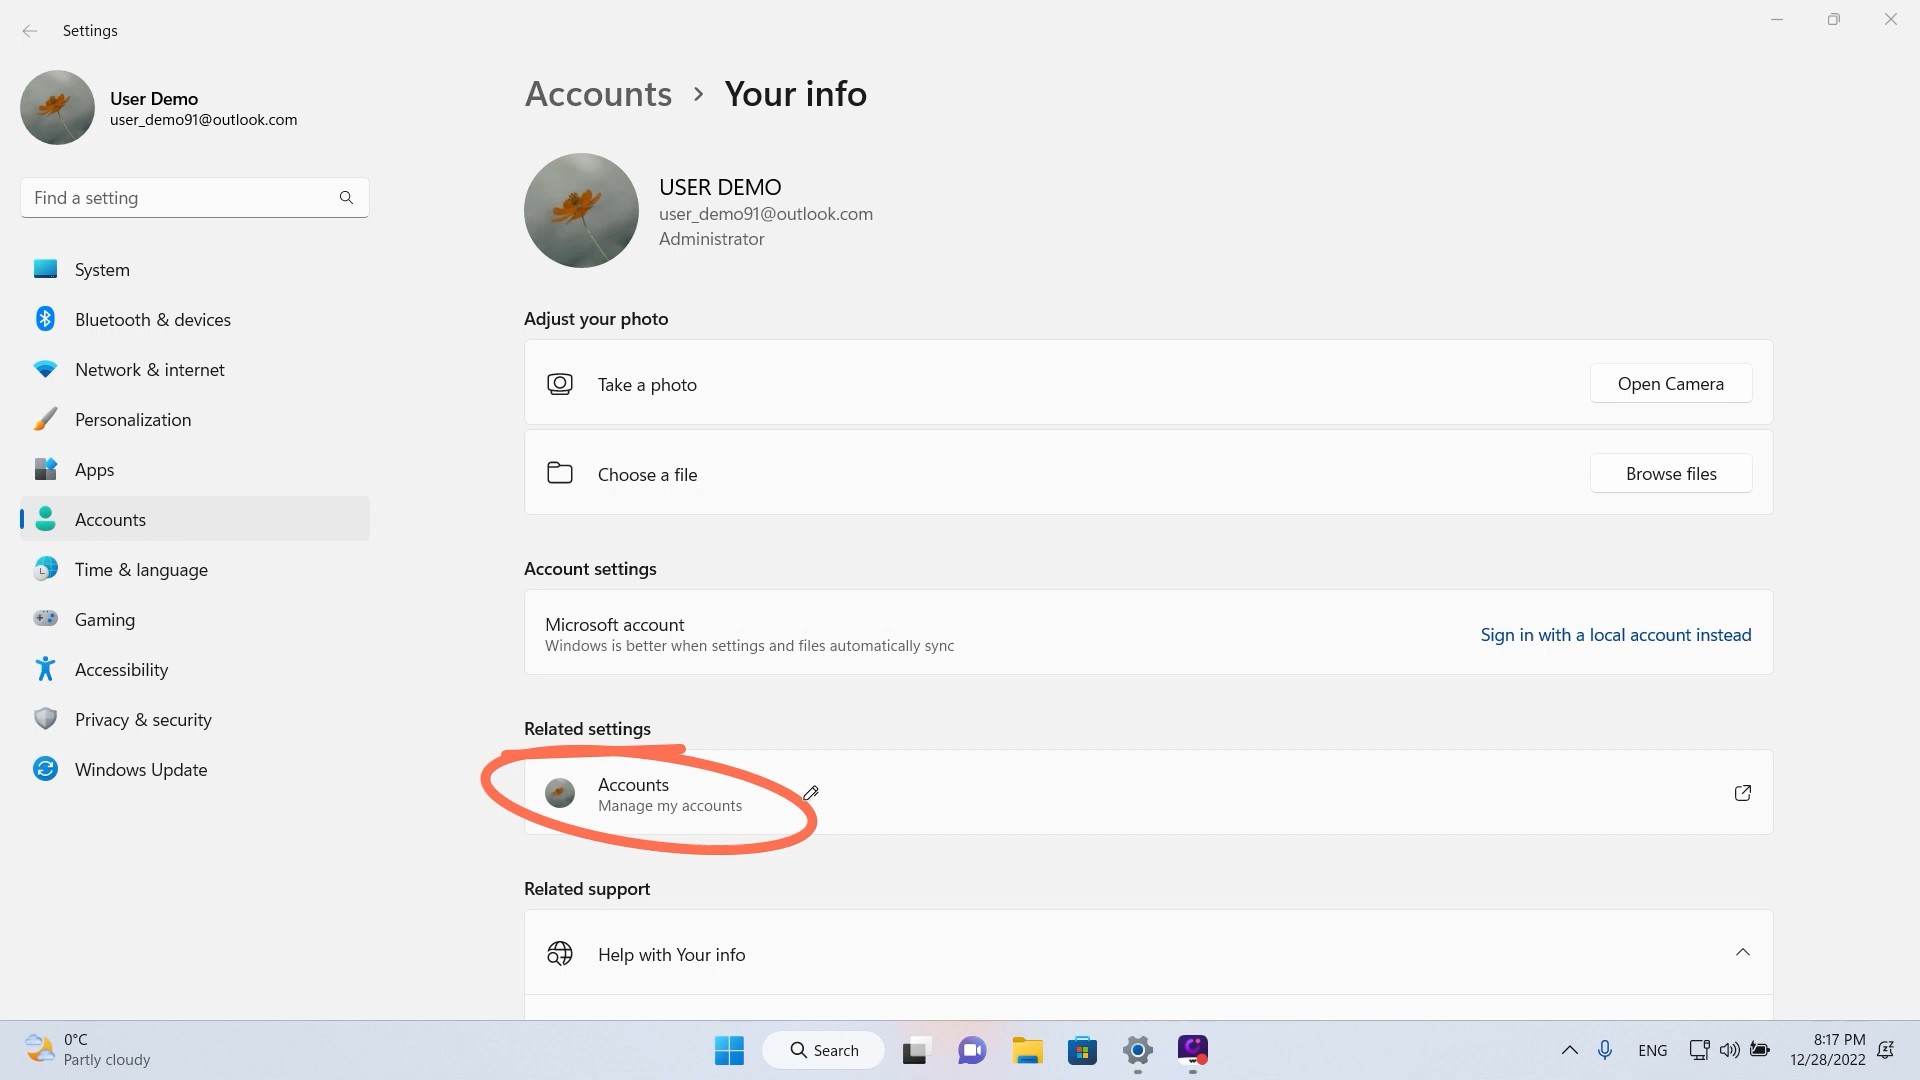 Settings
User Demo
user_demo91@outlook.com
Find a setting
System
Bluetooth & devices
Network & internet
Personalization
Apps
Accounts
Time & language
Gaming
Accessibility
Privacy & security
Windows Update
Accounts > Your info
USER DEMO
user_demo91@outlook.com
Administrator
Adjust your photo
Take a photo
Open Camera
Choose a file
Browse files
Account settings
Microsoft account
Windows is better when settings and files automatically sync
Sign in with a local account instead
Related settings
Accounts
Manage my accounts
Related support
Help with Your info
0°C
Partly cloudy
Search
ENG
8:17 PM
12/28/2022